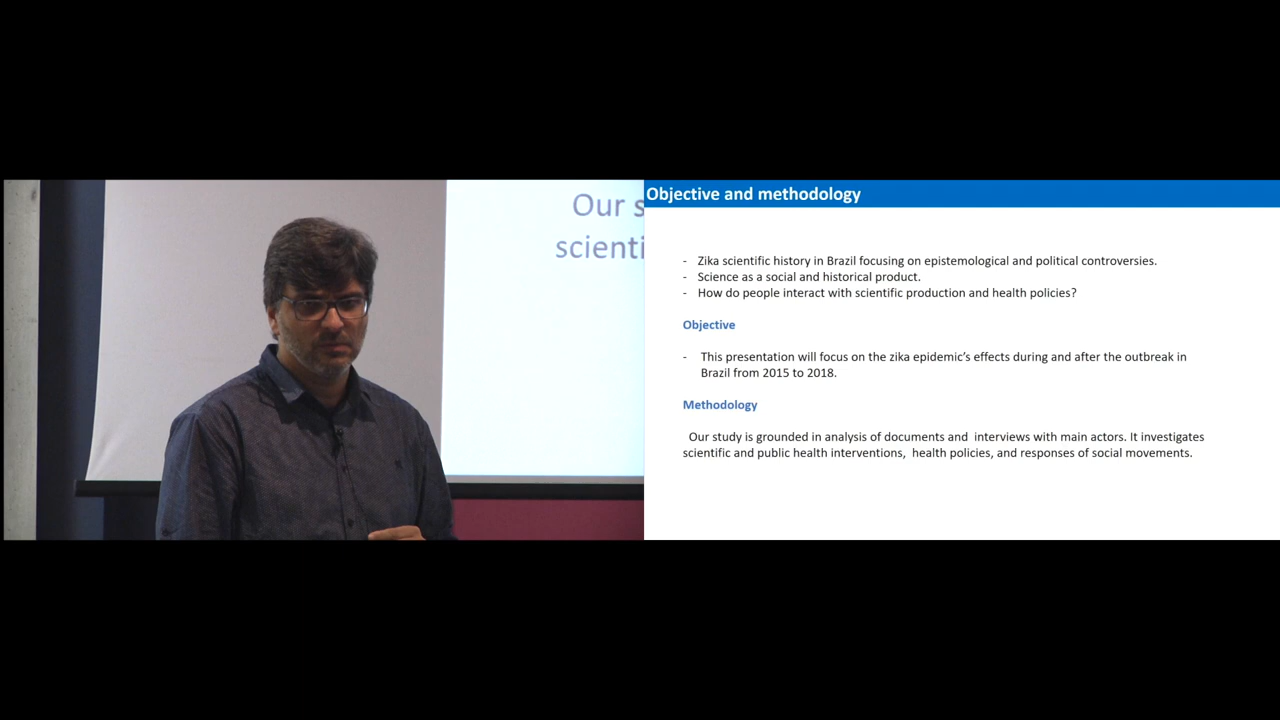 Our s
scienti
Objective and methodology
- Zika scientific history in Brazil focusing on epistemological and political controversies.
- Science as a social and historical product.
- How do people interact with scientific production and health policies?
Objective
- This presentation will focus on the zika epidemic’s effects during and after the outbreak in
Brazil from 2015 to 2018.
Methodology
Our study is grounded in analysis of documents and interviews with main actors. It investigates
scientific and public health interventions, health policies, and responses of social movements.